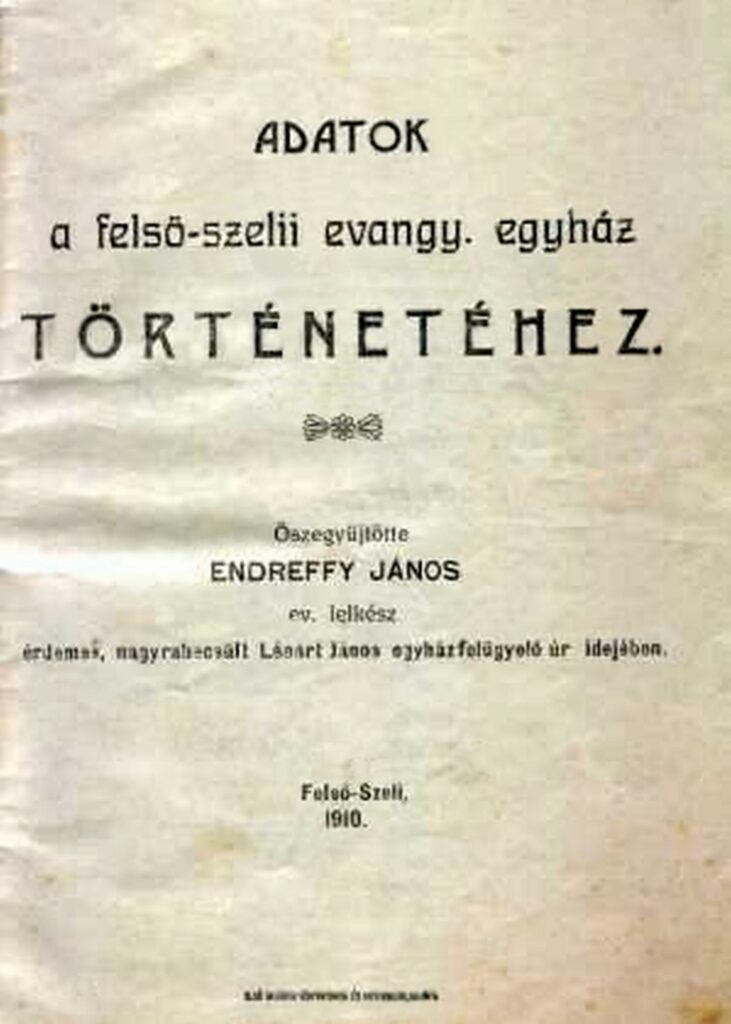 ADATOK
a felső-szelii evangy. egyház
TÖRTÉNETÉHEZ.
Öszegyüjtötte
ENDREFFY JÁNOS
ev. lelkész
érdemes, nagyrabecsült Lénárt János egyházfelügyelő úr idejében.
Felső-Szeli,
1910.